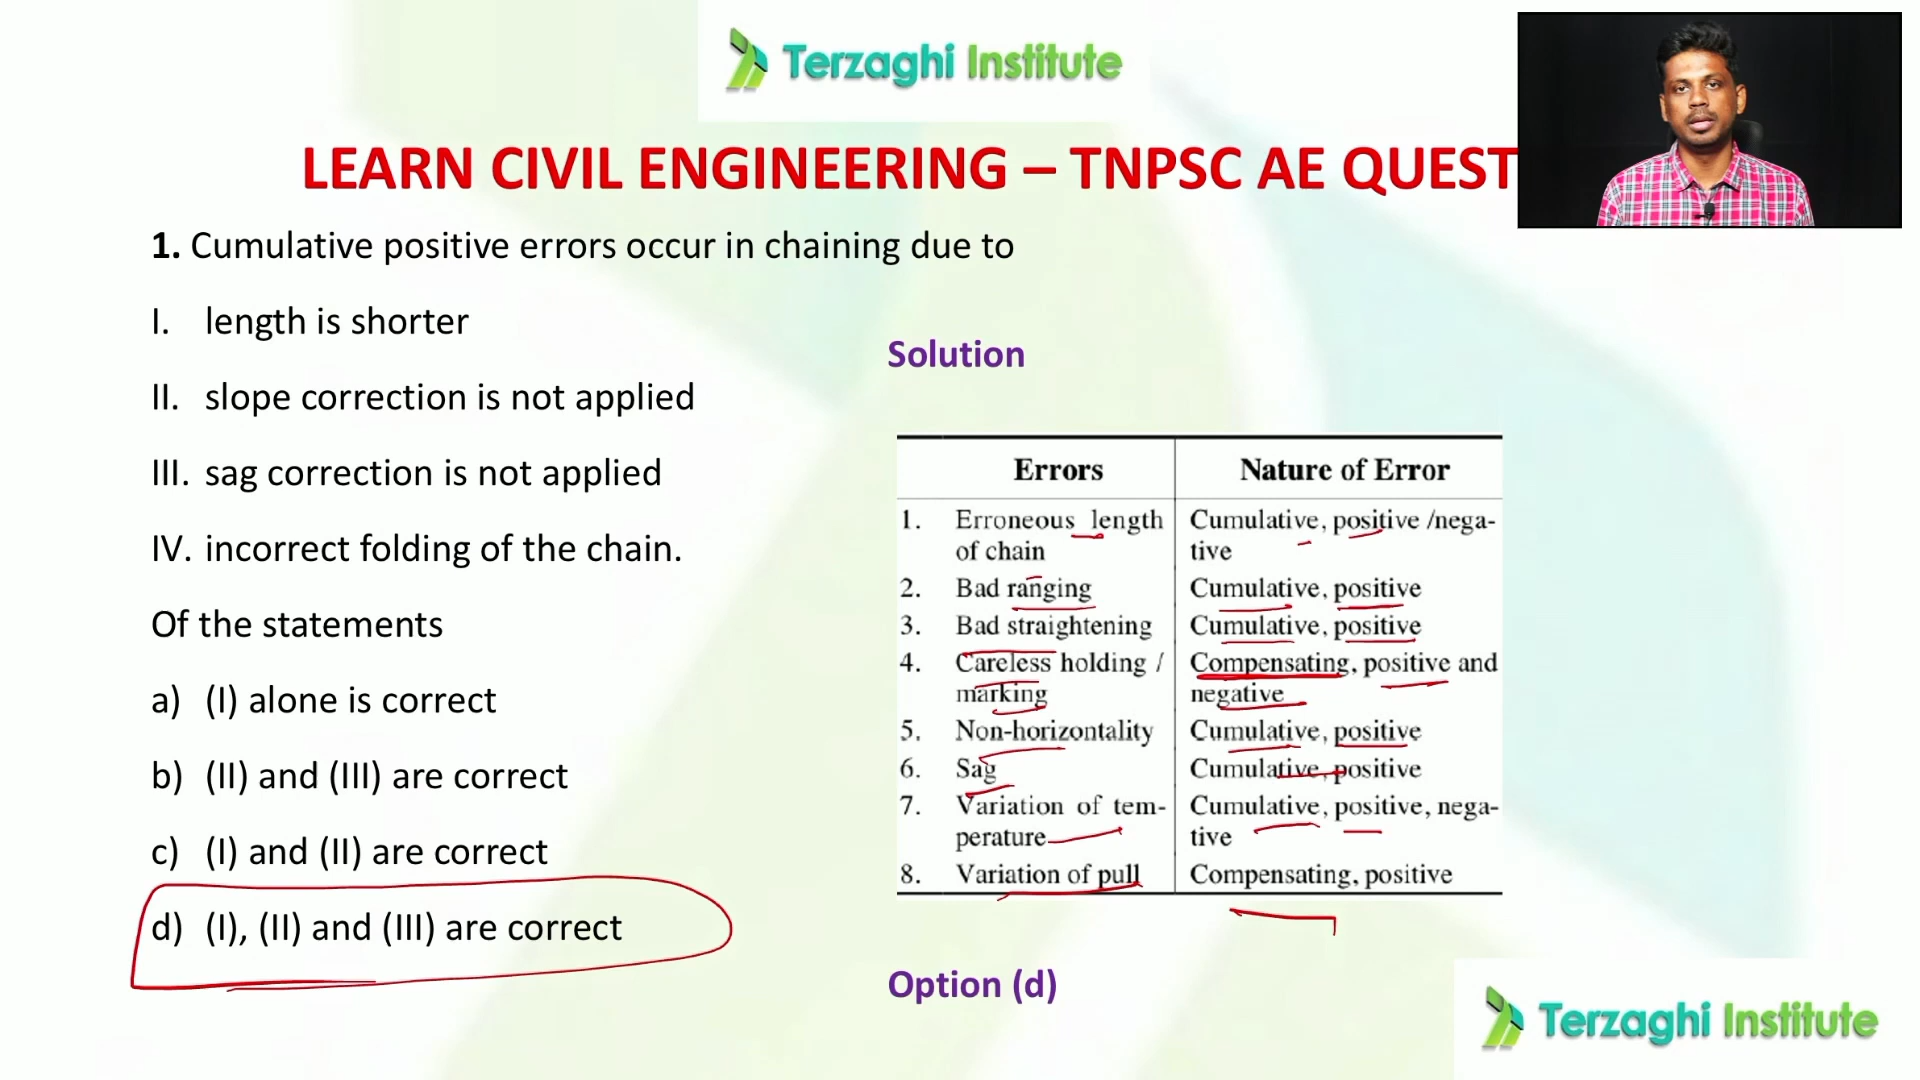 Terzaghi Institute
LEARN CIVIL ENGINEERING – TNPSC AE QUEST
1. Cumulative positive errors occur in chaining due to
I. length is shorter
II. slope correction is not applied
III. sag correction is not applied
IV. incorrect folding of the chain.
Of the statements
a) (I) alone is correct
b) (II) and (III) are correct
c) (I) and (II) are correct
d) (I), (II) and (III) are correct
Solution
Errors Nature of Error
1. Erroneous length Cumulative, positive /nega-
of chain tive
2. Bad ranging Cumulative, positive
3. Bad straightening Cumulative, positive
4. Careless holding / Compensating, positive and
marking negative
5. Non-horizontality Cumulative, positive
6. Sag Cumulative, positive
7. Variation of tem- Cumulative, positive, nega-
perature tive
8. Variation of pull Compensating, positive
Option (d)
Terzaghi Institute